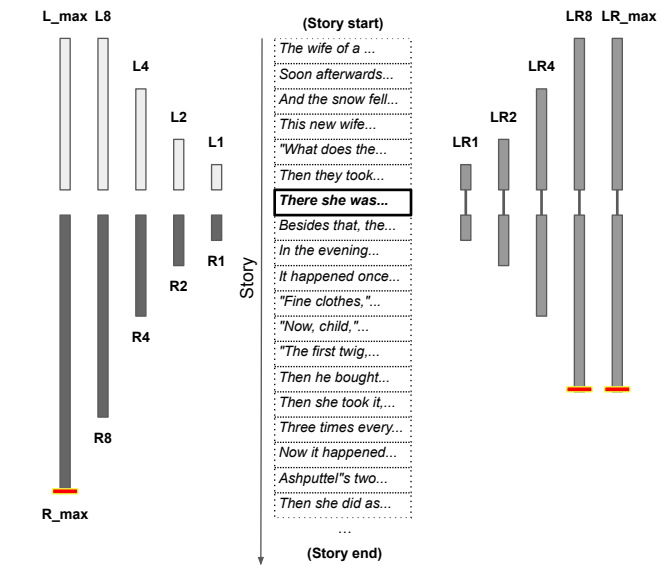 L_max L8
L4
L2
L1
R1
R2
R4
R8
R_max
Story
(Story start)
The wife of a ...
Soon afterwards...
And the snow fell...
This new wife...
"What does the...
Then they took...
There she was...
Besides that, the...
In the evening...
It happened once...
"Fine clothes,"...
"Now, child,"...
"The first twig,...
Then he bought...
Then she took it,...
Three times every...
Now it happened...
Ashputtel"s two...
Then she did as...
...
(Story end)
LR8 LR_max
LR4
LR2
LR1